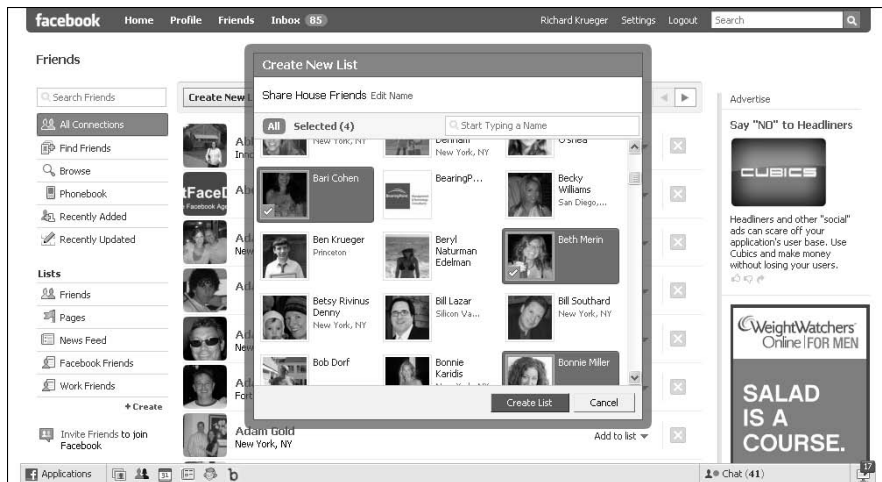 facebook Home Profile Friends Inbox 85 Richard Krueger Settings Logout Search
Friends
Search Friends
All Connections
Find Friends
Browse
Phonebook
Recently Added
Recently Updated
Lists
Friends
Pages
News Feed
Facebook Friends
Work Friends
+ Create
Invite Friends to join
Facebook
Create New
Create New List
Share House Friends Edit Name
All Selected (4) Start Typing a Name
New York, NY
Denham
New York, NY
O'shea
Bari Cohen
BearingP...
BearingPoint
Becky
Williams
San Diego,...
Ben Krueger
Princeton
Beryl
Naturman
Edelman
Beth Merin
Betsy Rivinus
Denny
New York, NY
Bill Lazar
Silicon Va...
Bill Southard
New York, NY
Bob Dorf
Bonnie
Karidis
Bonnie Miller
Create List Cancel
Adam Gold
New York, NY
Add to list
Advertise
Say "NO" to Headliners
CUBICS
Headliners and other "social"
ads can scare off your
application's user base. Use
Cubics and make money
without losing your users.
WeightWatchers
Online FOR MEN
SALAD
IS A
COURSE.
Applications 31 Chat (41) 17